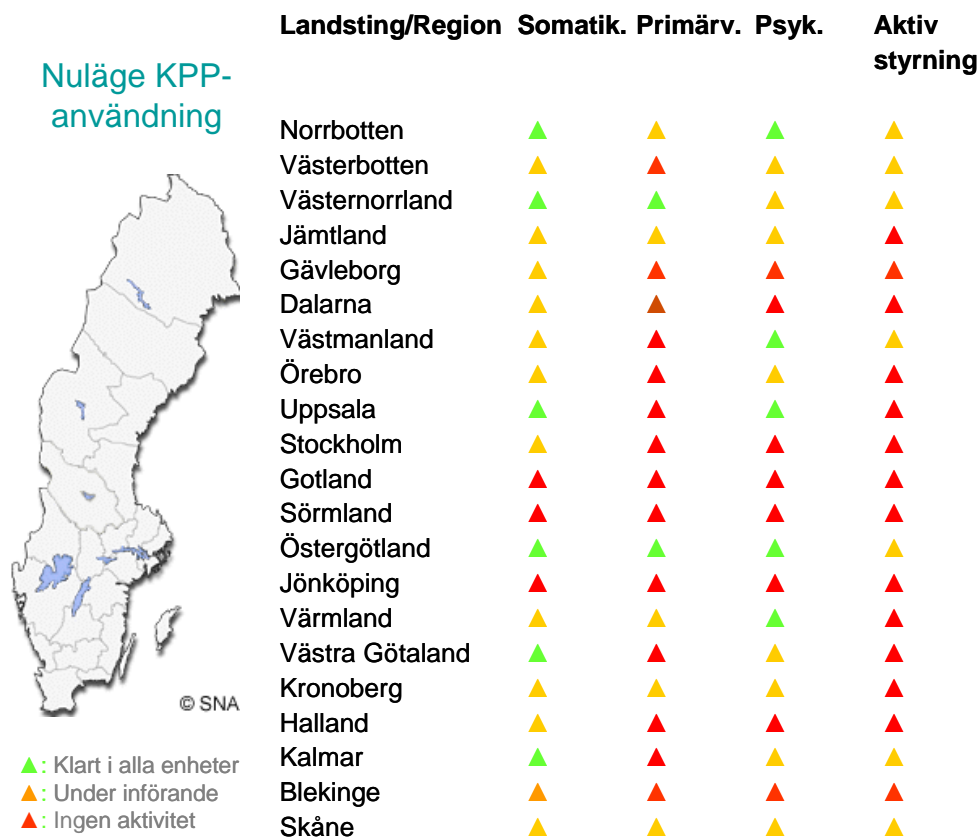 Landsting/Region Somatik. Primärv. Psyk. Aktiv styrning
Nuläge KPP-
användning
Norrbotten
Västerbotten
Västernorrland
Jämtland
Gävleborg
Dalarna
Västmanland
Örebro
Uppsala
Stockholm
Gotland
Sörmland
Östergötland
Jönköping
Värmland
Västra Götaland
Kronoberg
Halland
Kalmar
Blekinge
Skåne
© SNA
: Klart i alla enheter
: Under införande
: Ingen aktivitet